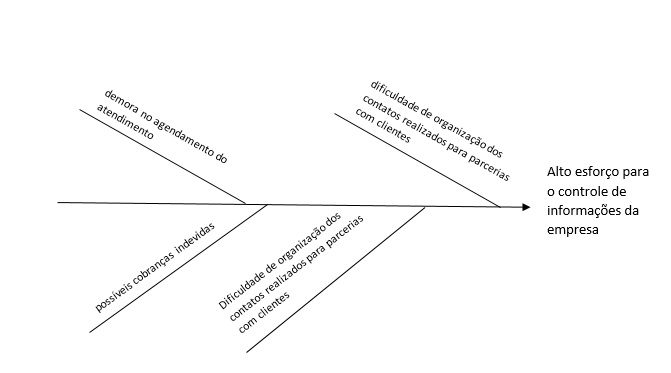 demora no agendamento do
atendimento
dificuldade de organização dos
contatos realizados para parcerias
com clientes
Alto esforço para
o controle de
informações da
empresa
possíveis cobranças indevidas
Dificuldade de organização dos
contatos realizados para parcerias
com clientes